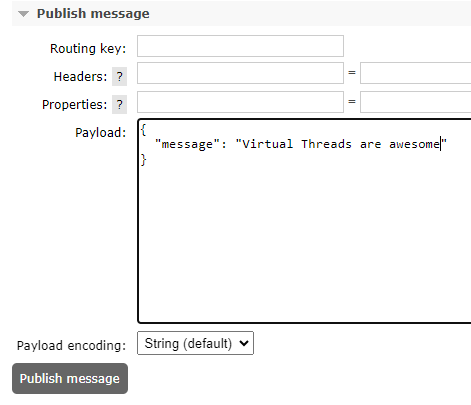 Publish message
Routing key:
Headers: ? =
Properties: ? =
Payload: {
"message": "Virtual Threads are awesome"
}
Payload encoding: String (default)
Publish message